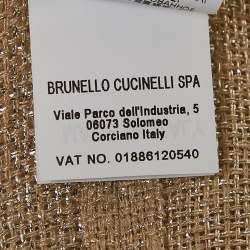 BRUNELLO CUCINELLI SPA
Viale Parco dell'Industria, 5
06073 Solomeo
Corciano Italy
VAT NO. 01886120540